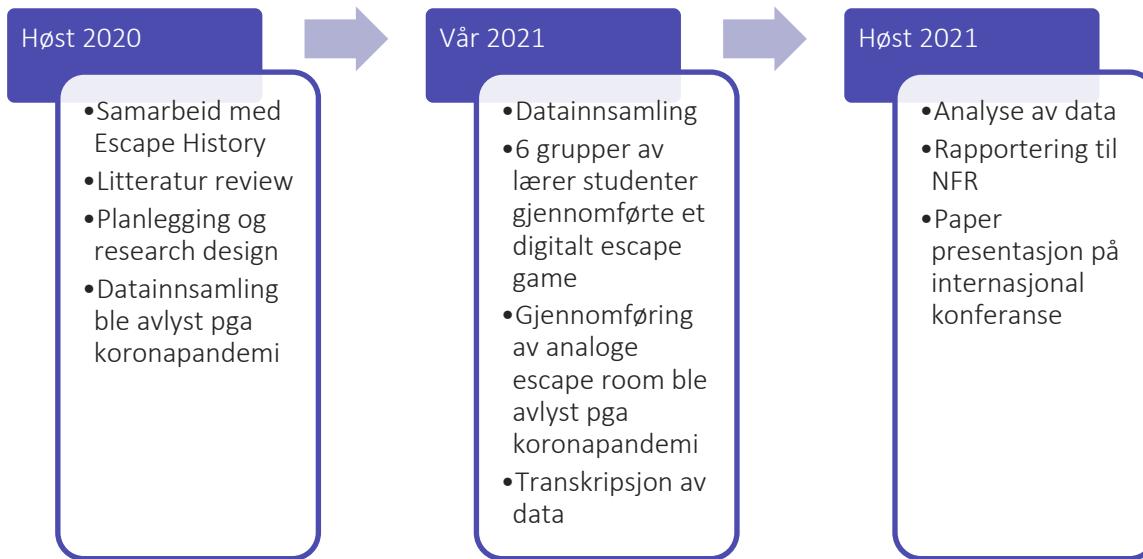 Høst 2020
•Samarbeid med
Escape History
•Litteratur review
•Planlegging og
research design
•Datainnsamling
ble avlyst pga
koronapandemi
Vår 2021
•Datainnsamling
•6 grupper av
lærer studenter
gjennomførte et
digitalt escape
game
•Gjennomføring
av analoge
escape room ble
avlyst pga
koronapandemi
•Transkripsjon av
data
Høst 2021
•Analyse av data
•Rapportering til
NFR
•Paper
presentasjon på
internasjonal
konferanse